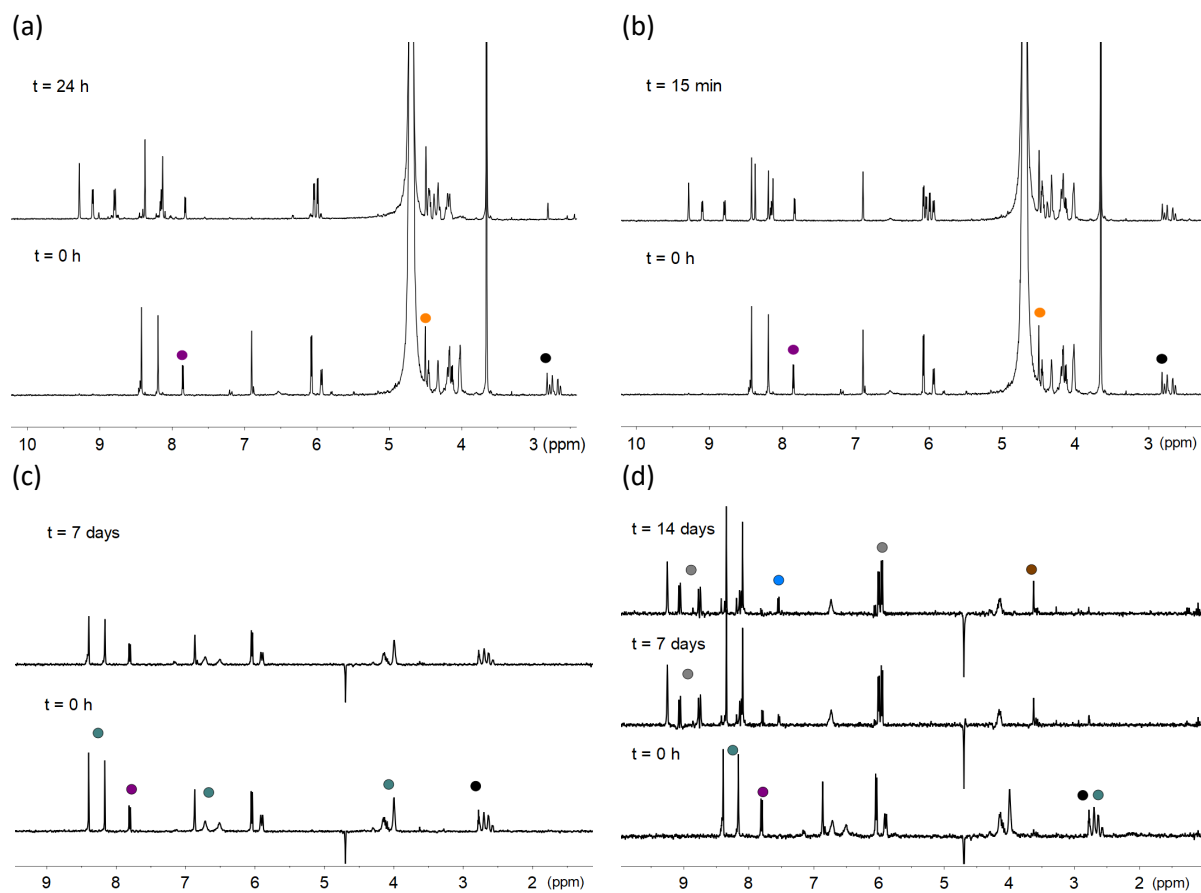 (a)
t = 24 h
t = 0 h
10 9 8 7 6 5 4 3 (ppm)
(b)
t = 15 min
t = 0 h
10 9 8 7 6 5 4 3 (ppm)
(c)
t = 7 days
t = 0 h
9 8 7 6 5 4 3 2 (ppm)
(d)
t = 14 days
t = 7 days
t = 0 h
9 8 7 6 5 4 3 2 (ppm) 1